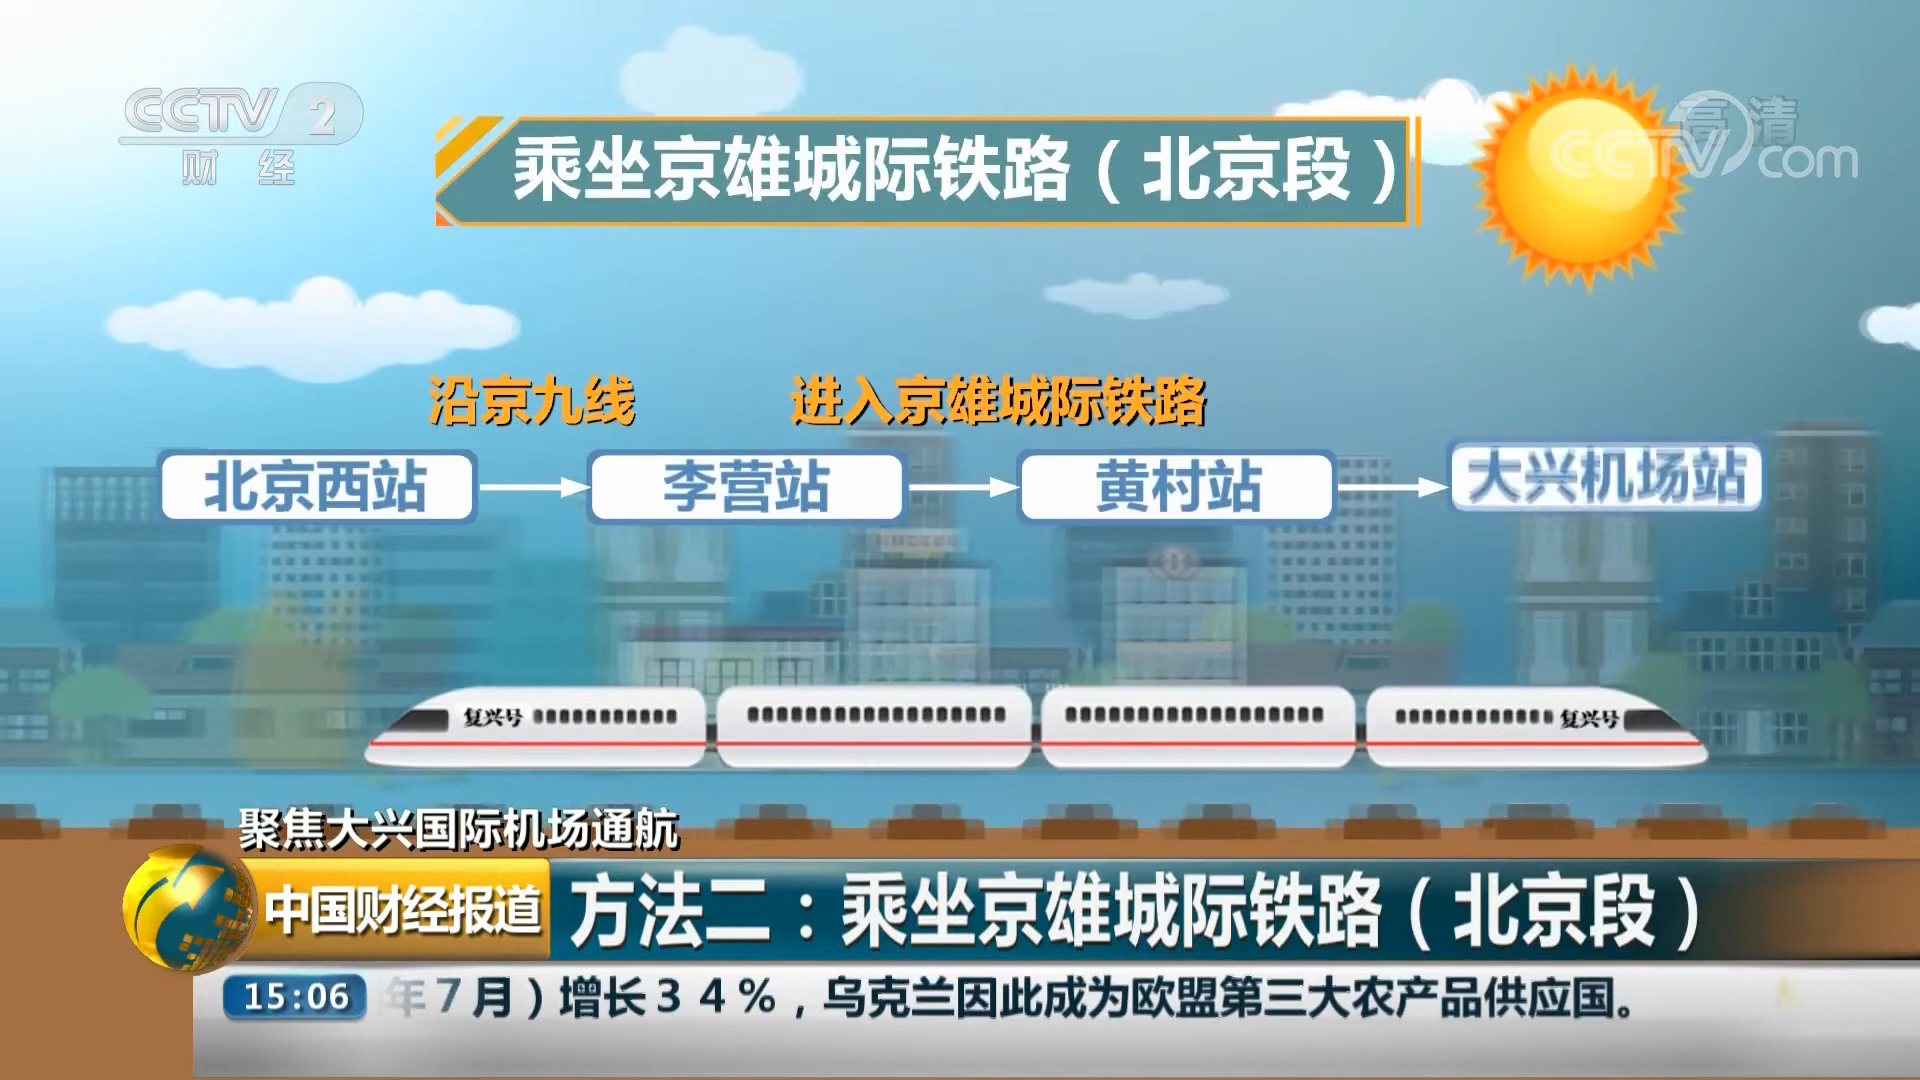 CCTV 2
财 经
高清
CCTV.com
乘坐京雄城际铁路（北京段）
沿京九线
进入京雄城际铁路
北京西站
李营站
黄村站
大兴机场站
复兴号
复兴号
聚焦大兴国际机场通航
中国财经报道
方法二：乘坐京雄城际铁路（北京段）
15:06
年7月）增长34%，乌克兰因此成为欧盟第三大农产品供应国。